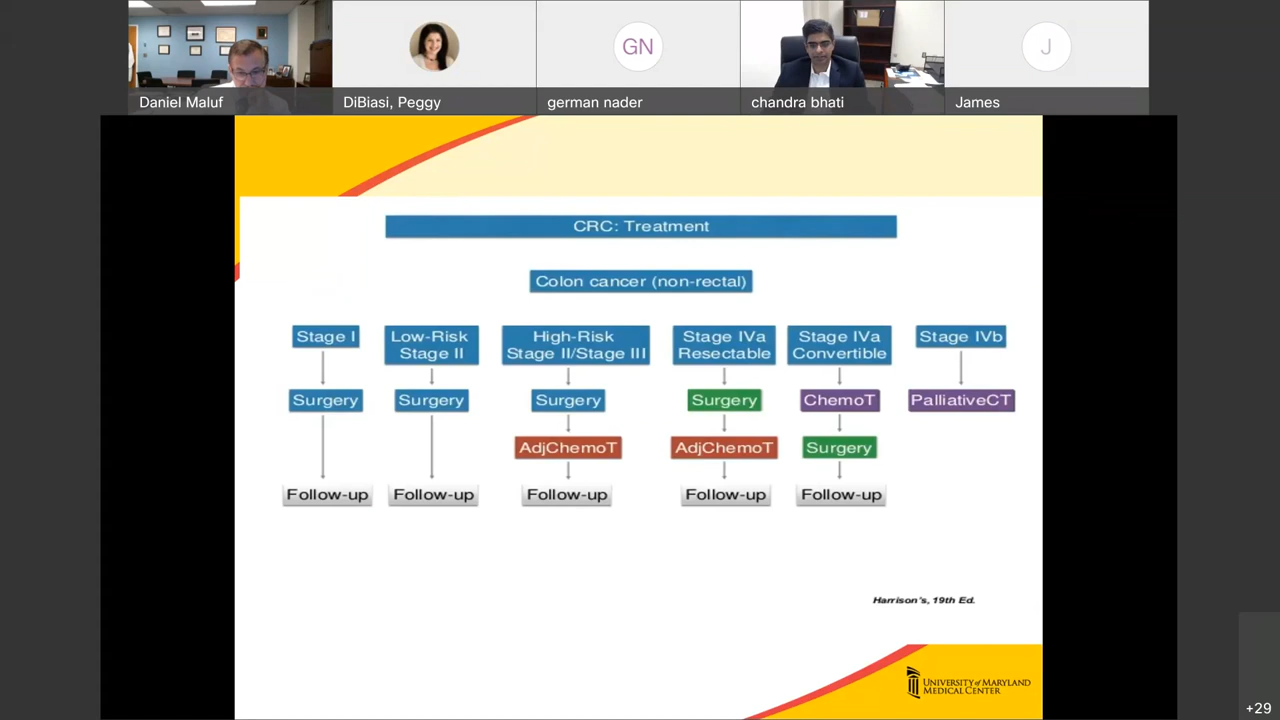 GN
J
Daniel Maluf
DiBiasi, Peggy
german nader
chandra bhati
James
CRC: Treatment
Colon cancer (non-rectal)
Stage I
Low-Risk
Stage II
High-Risk
Stage II/Stage III
Stage IVa
Resectable
Stage IVa
Convertible
Stage IVb
Surgery
Surgery
Surgery
Surgery
ChemoT
PalliativeCT
AdjChemoT
AdjChemoT
Surgery
Follow-up
Follow-up
Follow-up
Follow-up
Follow-up
Harrison's, 19th Ed.
UNIVERSITY of MARYLAND
MEDICAL CENTER
+29